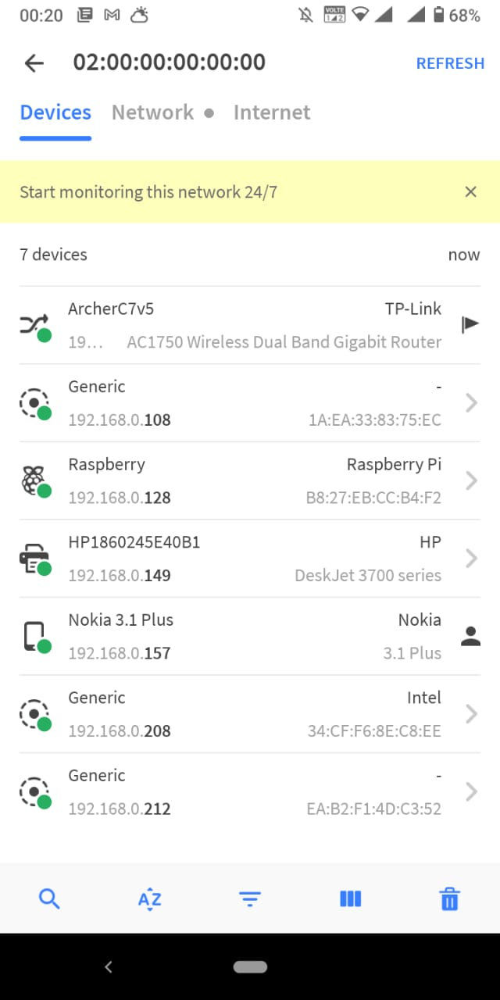 00:20 VOLTE 1 2 68%
02:00:00:00:00:00 REFRESH
Devices Network Internet
Start monitoring this network 24/7
7 devices now
ArcherC7v5 TP-Link
19... AC1750 Wireless Dual Band Gigabit Router
Generic -
192.168.0.108 1A:EA:33:83:75:EC
Raspberry Raspberry Pi
192.168.0.128 B8:27:EB:CC:B4:F2
HP1860245E40B1 HP
192.168.0.149 DeskJet 3700 series
Nokia 3.1 Plus Nokia
192.168.0.157 3.1 Plus
Generic Intel
192.168.0.208 34:CF:F6:8E:C8:EE
Generic -
192.168.0.212 EA:B2:F1:4D:C3:52
AZ